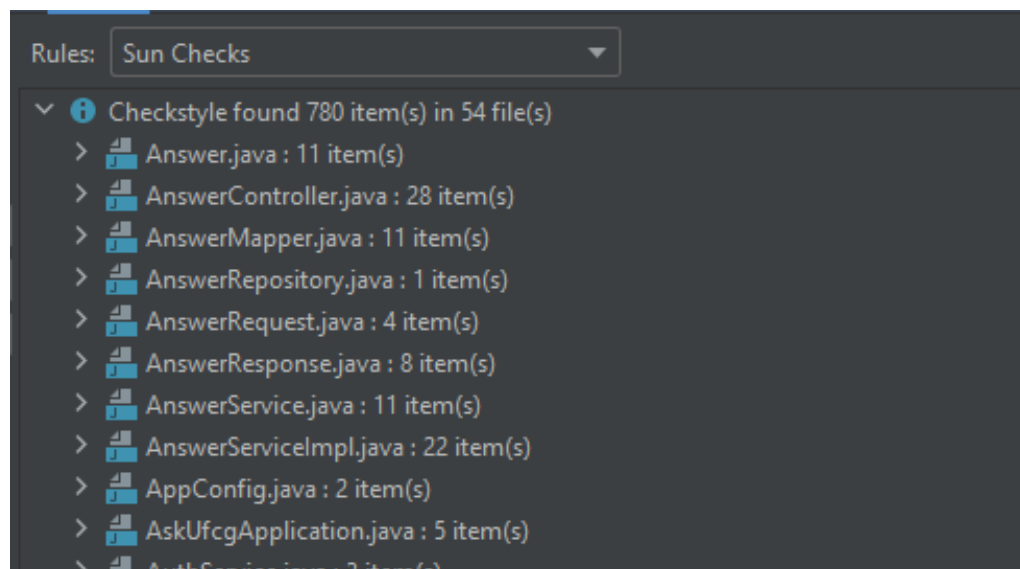 Rules: Sun Checks
Checkstyle found 780 item(s) in 54 file(s)
Answer.java : 11 item(s)
AnswerController.java : 28 item(s)
AnswerMapper.java : 11 item(s)
AnswerRepository.java : 1 item(s)
AnswerRequest.java : 4 item(s)
AnswerResponse.java : 8 item(s)
AnswerService.java : 11 item(s)
AnswerServiceImpl.java : 22 item(s)
AppConfig.java : 2 item(s)
AskUfcgApplication.java : 5 item(s)